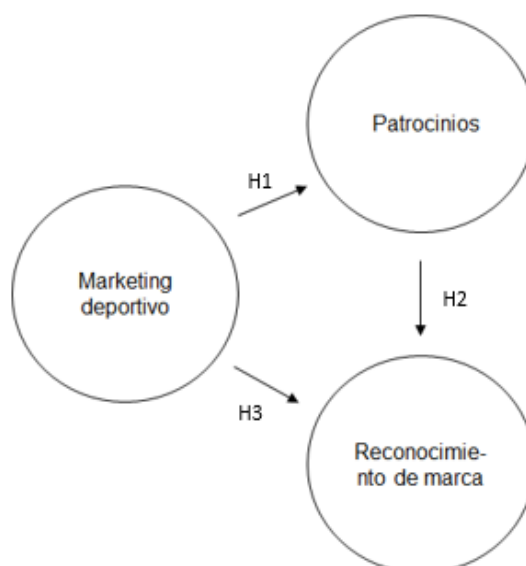 Patrocinios
H1
Marketing
deportivo
H2
H3
Reconocimie-
nto de marca